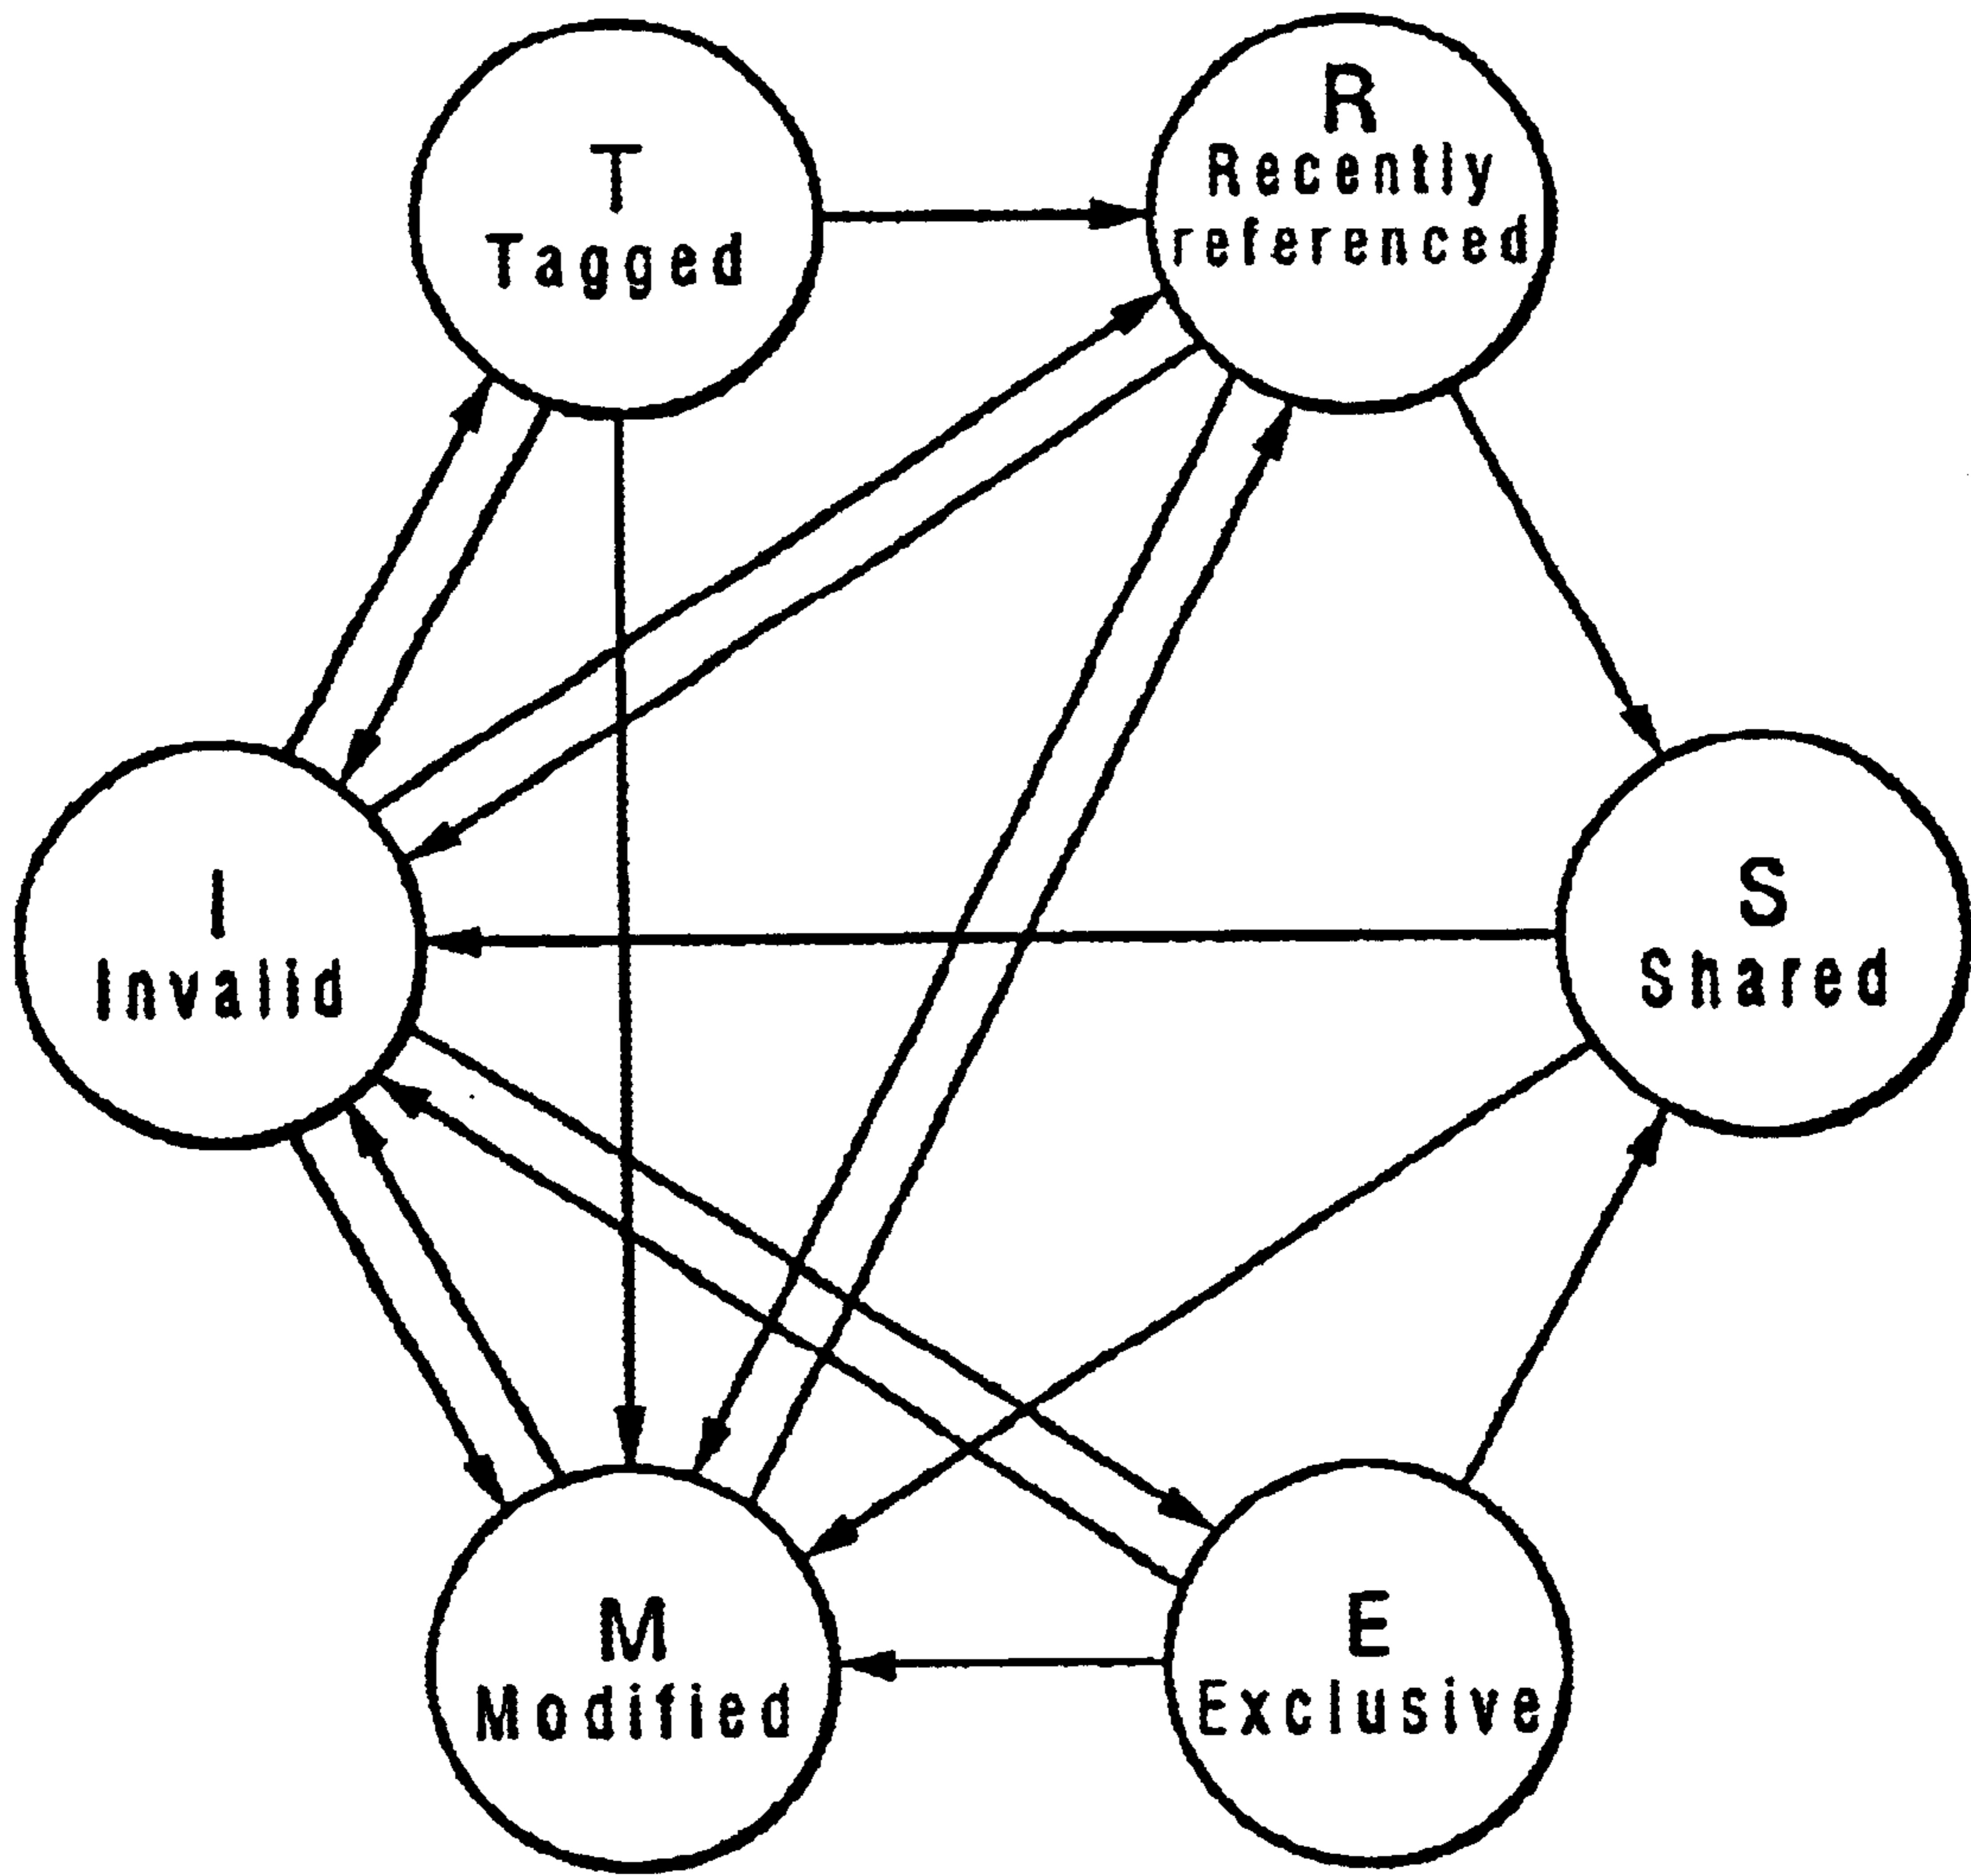 T
Tagged
R
Recently
referenced
I
Invalid
S
Shared
M
Modified
E
Exclusive